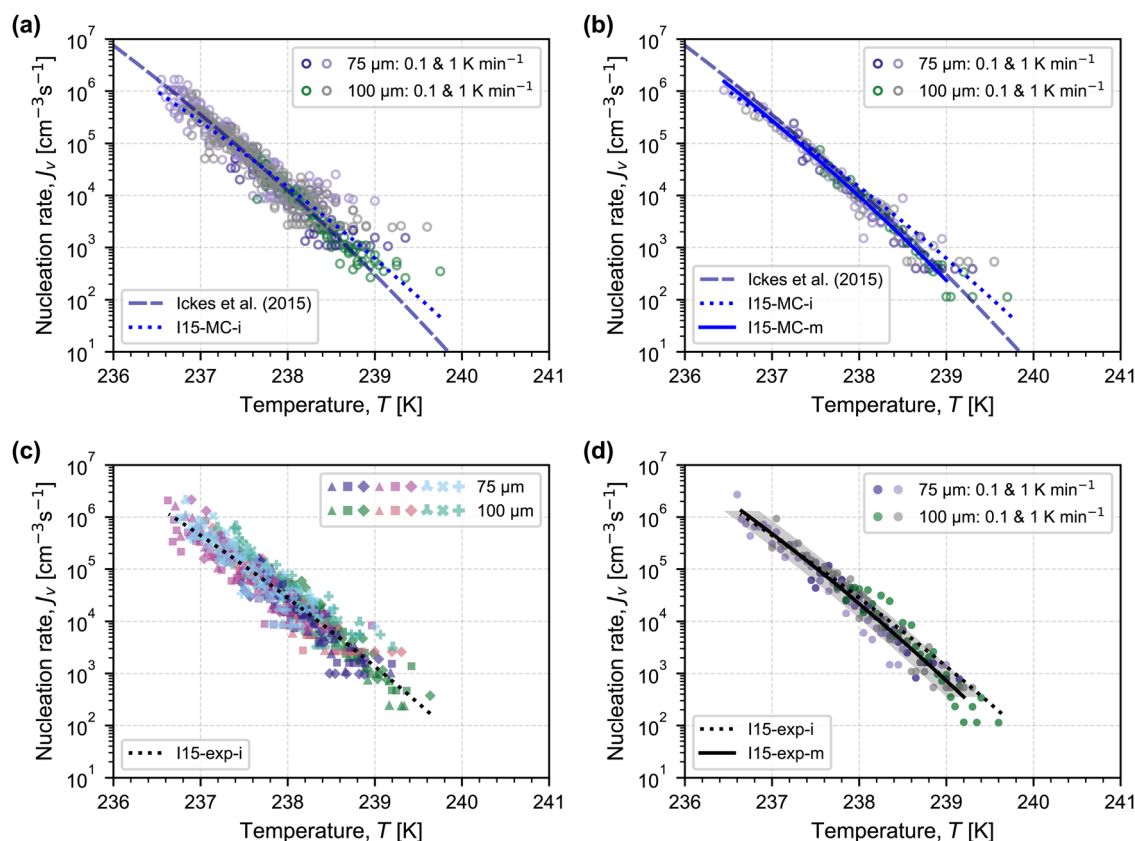 (a)
Nucleation rate, Jᵥ [cm⁻³s⁻¹]
10⁷
10⁶
10⁵
10⁴
10³
10²
10¹
75 µm: 0.1 & 1 K min⁻¹
100 µm: 0.1 & 1 K min⁻¹
Ickes et al. (2015)
I15-MC-i
236 237 238 239 240 241
Temperature, T [K]
(b)
Nucleation rate, Jᵥ [cm⁻³s⁻¹]
10⁷
10⁶
10⁵
10⁴
10³
10²
10¹
75 µm: 0.1 & 1 K min⁻¹
100 µm: 0.1 & 1 K min⁻¹
Ickes et al. (2015)
I15-MC-i
I15-MC-m
236 237 238 239 240 241
Temperature, T [K]
(c)
Nucleation rate, Jᵥ [cm⁻³s⁻¹]
10⁷
10⁶
10⁵
10⁴
10³
10²
10¹
75 µm
100 µm
I15-exp-i
236 237 238 239 240 241
Temperature, T [K]
(d)
Nucleation rate, Jᵥ [cm⁻³s⁻¹]
10⁷
10⁶
10⁵
10⁴
10³
10²
10¹
75 µm: 0.1 & 1 K min⁻¹
100 µm: 0.1 & 1 K min⁻¹
I15-exp-i
I15-exp-m
236 237 238 239 240 241
Temperature, T [K]